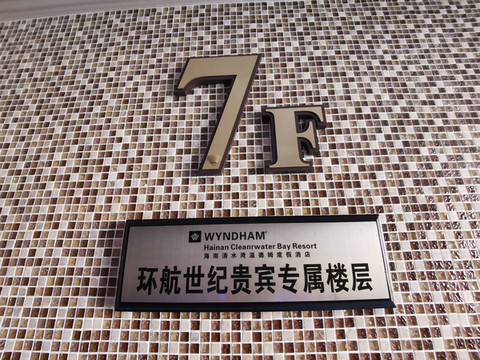 7F
WYNDHAM®
Hainan Cleanrwater Bay Resort
海南清水湾温德姆度假酒店
环航世纪贵宾专属楼层